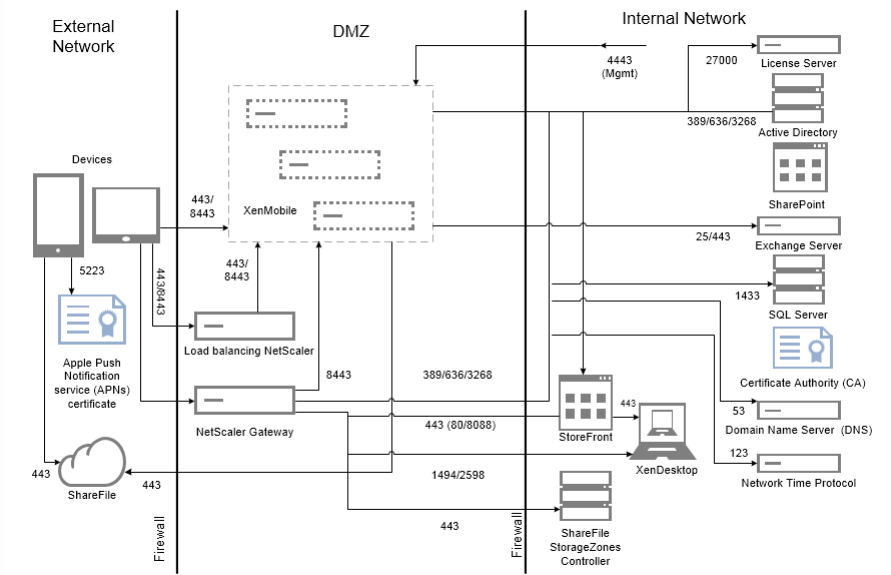 External
Network
DMZ
Internal Network
4443
(Mgmt)
27000
License Server
389/636/3268
Active Directory
Devices
443/
8443
XenMobile
SharePoint
25/443
Exchange Server
5223
443/8443
443/
8443
1433
SQL Server
Load balancing NetScaler
Apple Push
Notification
service (APNs)
certificate
8443
389/636/3268
Certificate Authority (CA)
443
53
443 (80/8088)
NetScaler Gateway
StoreFront
Domain Name Server (DNS)
123
443
ShareFile
443
1494/2598
XenDesktop
Network Time Protocol
Firewall
443
Firewall
ShareFile
StorageZones
Controller